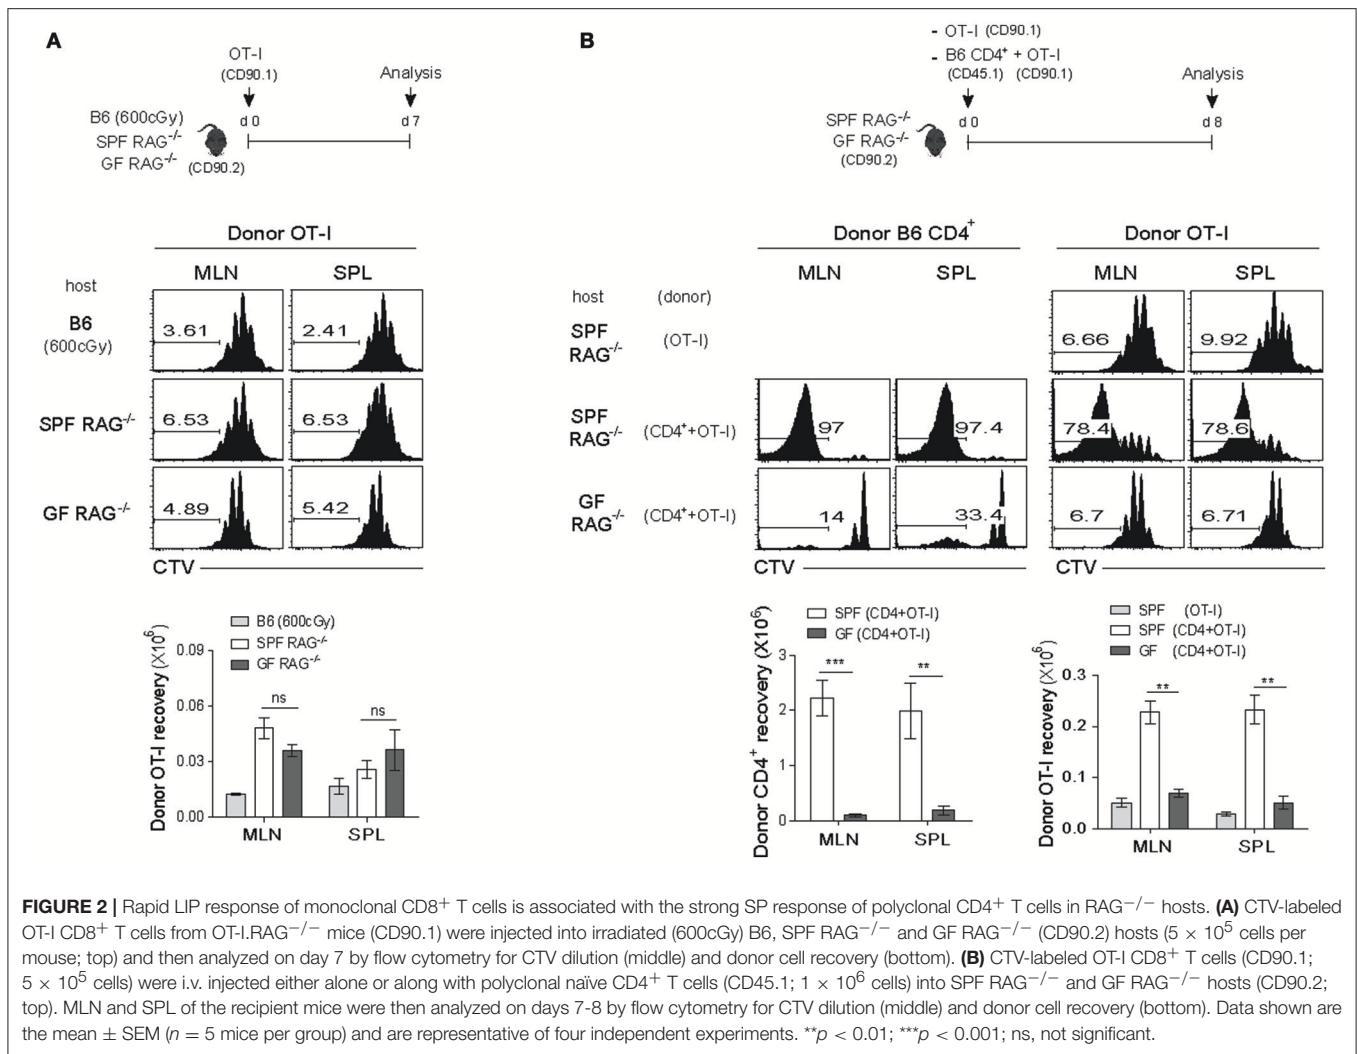 A
OT-I
(CD90.1)
Analysis
B6 (600cGy)
SPF RAG-/-
GF RAG-/-
(CD90.2)
d 0
d 7
Donor OT-I
MLN SPL
host
B6
(600cGy)
3.61 2.41
SPF RAG-/-
6.53 6.53
GF RAG-/-
4.89 5.42
CTV
B6 (600cGy)
SPF RAG-/-
GF RAG-/-
Donor OT-I recovery (X10⁶)
0.09
0.06
0.03
0.00
ns
ns
MLN SPL
B
- OT-I (CD90.1)
- B6 CD4⁺ + OT-I
(CD45.1) (CD90.1)
Analysis
SPF RAG-/-
GF RAG-/-
(CD90.2)
d 0
d 8
Donor B6 CD4⁺ Donor OT-I
MLN SPL MLN SPL
host (donor)
SPF
RAG-/-
(OT-I)
6.66 9.92
SPF
RAG-/-
(CD4⁺+OT-I)
97 97.4 78.4 78.6
GF
RAG-/-
(CD4⁺+OT-I)
14 33.4 6.7 6.71
CTV CTV
SPF (CD4+OT-I)
GF (CD4+OT-I)
Donor CD4⁺ recovery (X10⁶)
3
2
1
0
***
**
MLN SPL
SPF (OT-I)
SPF (CD4+OT-I)
GF (CD4+OT-I)
Donor OT-I recovery (X10⁶)
0.3
0.2
0.1
0.0
**
**
MLN SPL
FIGURE 2 | Rapid LIP response of monoclonal CD8⁺ T cells is associated with the strong SP response of polyclonal CD4⁺ T cells in RAG−/− hosts. (A) CTV-labeled
OT-I CD8⁺ T cells from OT-I.RAG−/− mice (CD90.1) were injected into irradiated (600cGy) B6, SPF RAG−/− and GF RAG−/− (CD90.2) hosts (5 × 10⁵ cells per
mouse; top) and then analyzed on day 7 by flow cytometry for CTV dilution (middle) and donor cell recovery (bottom). (B) CTV-labeled OT-I CD8⁺ T cells (CD90.1;
5 × 10⁵ cells) were i.v. injected either alone or along with polyclonal naïve CD4⁺ T cells (CD45.1; 1 × 10⁶ cells) into SPF RAG−/− and GF RAG−/− hosts (CD90.2;
top). MLN and SPL of the recipient mice were then analyzed on days 7-8 by flow cytometry for CTV dilution (middle) and donor cell recovery (bottom). Data shown are
the mean ± SEM (n = 5 mice per group) and are representative of four independent experiments. **p < 0.01; ***p < 0.001; ns, not significant.